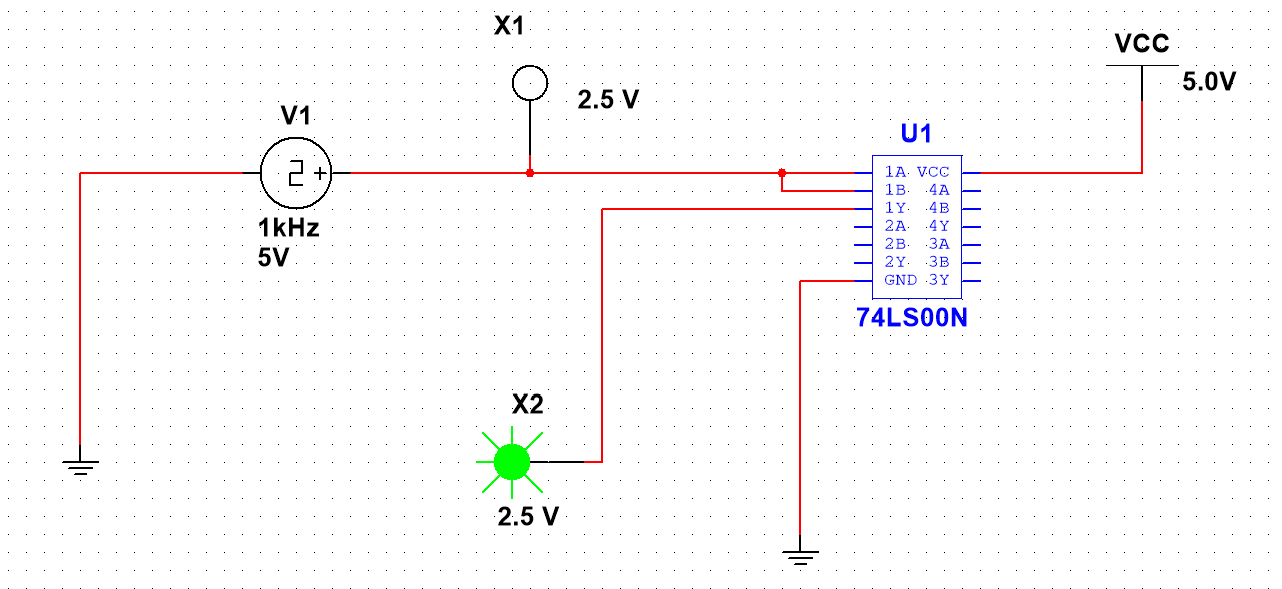 X1
2.5 V
VCC
5.0V
V1
1kHz
5V
U1
1A VCC
1B 4A
1Y 4B
2A 4Y
2B 3A
2Y 3B
GND 3Y
74LS00N
X2
2.5 V